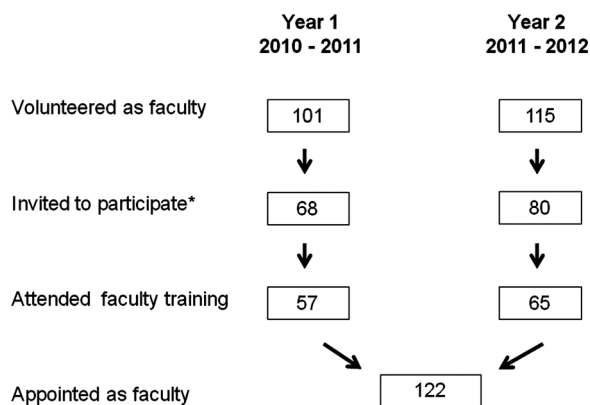 Year 1 Year 2
2010 - 2011 2011 - 2012
Volunteered as faculty 101 115
Invited to participate* 68 80
Attended faculty training 57 65
Appointed as faculty 122